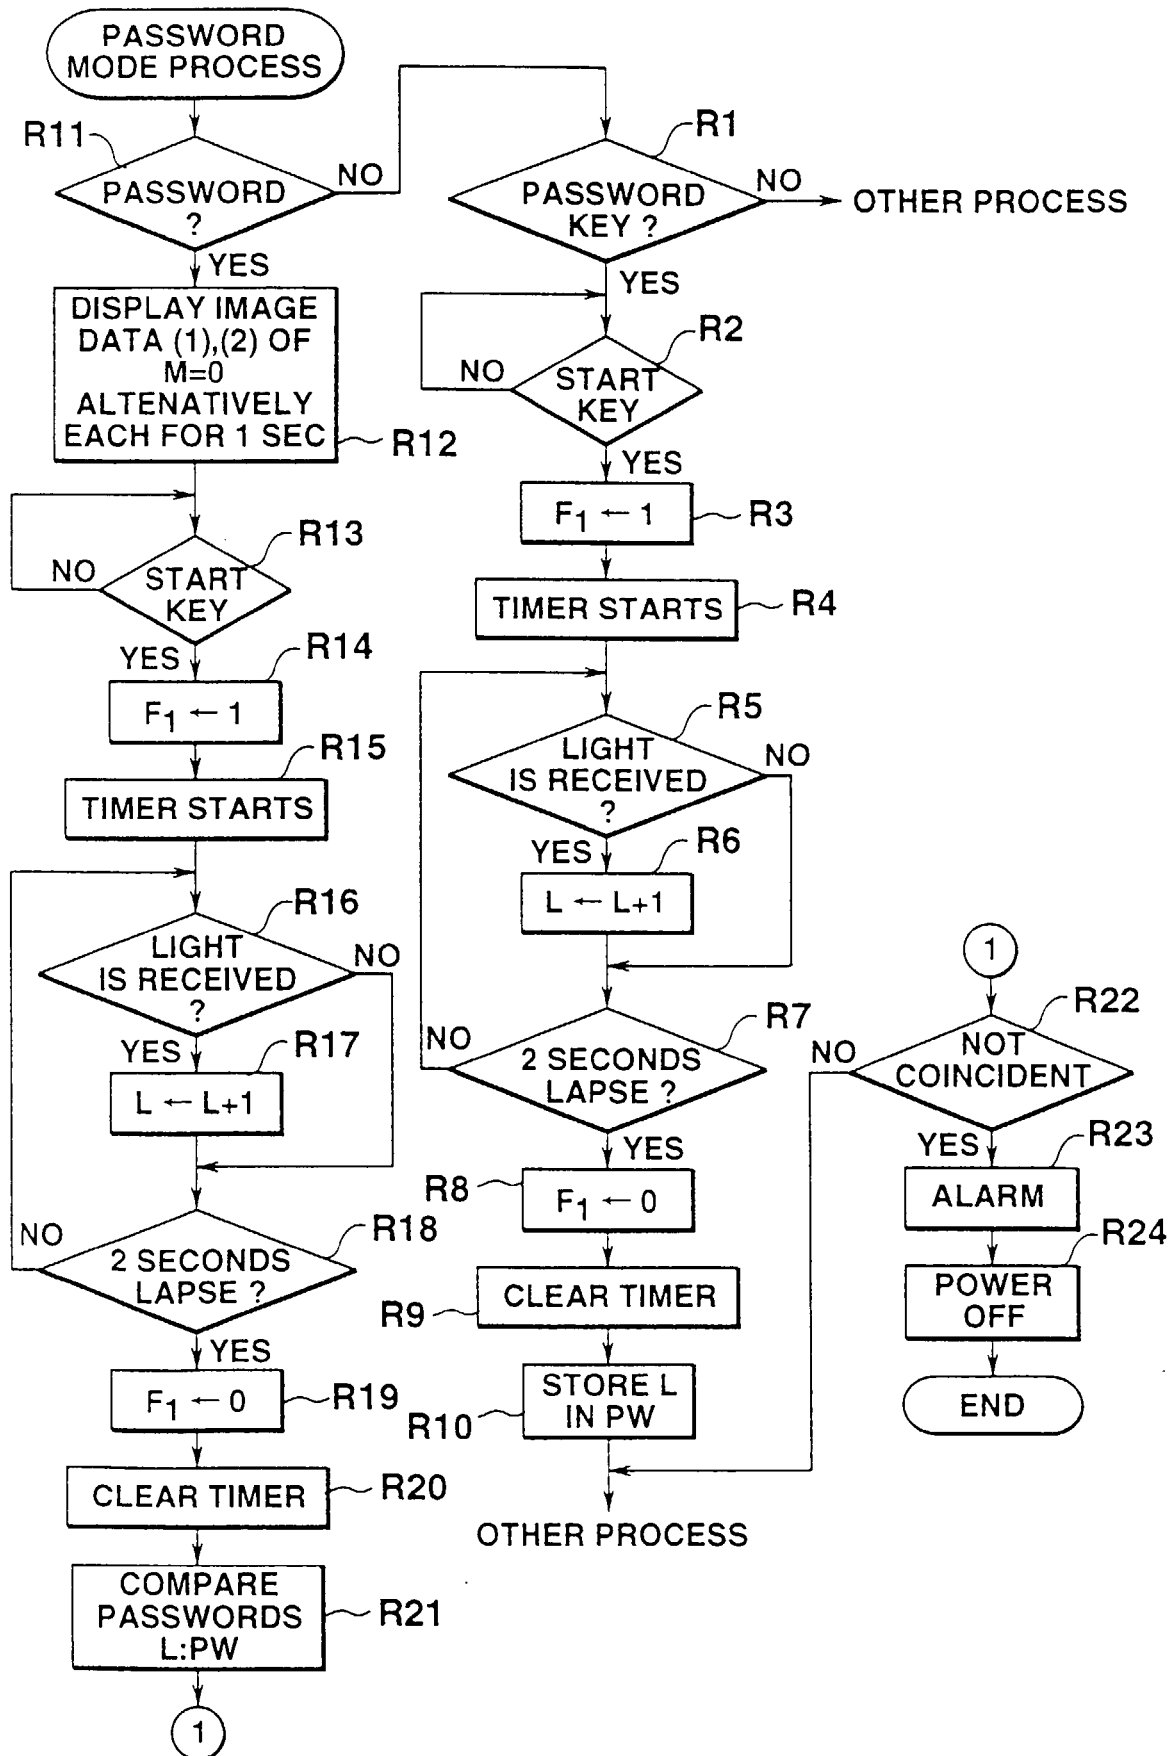 PASSWORD
MODE PROCESS
R11
PASSWORD
?
NO
YES
DISPLAY IMAGE
DATA (1),(2) OF
M=0
ALTENATIVELY
EACH FOR 1 SEC
R12
R13
START
KEY
NO
YES
R14
F1 ← 1
R15
TIMER STARTS
R16
LIGHT
IS RECEIVED
?
NO
YES
R17
L ← L+1
R18
2 SECONDS
LAPSE ?
NO
YES
F1 ← 0
R19
CLEAR TIMER
R20
COMPARE
PASSWORDS
L:PW
R21
1
R1
PASSWORD
KEY ?
NO
OTHER PROCESS
YES
R2
START
KEY
NO
YES
F1 ← 1
R3
TIMER STARTS
R4
R5
LIGHT
IS RECEIVED
?
NO
YES
R6
L ← L+1
R7
2 SECONDS
LAPSE ?
NO
YES
R8
F1 ← 0
R9
CLEAR TIMER
R10
STORE L
IN PW
OTHER PROCESS
1
R22
NOT
COINCIDENT
NO
YES
R23
ALARM
R24
POWER
OFF
END